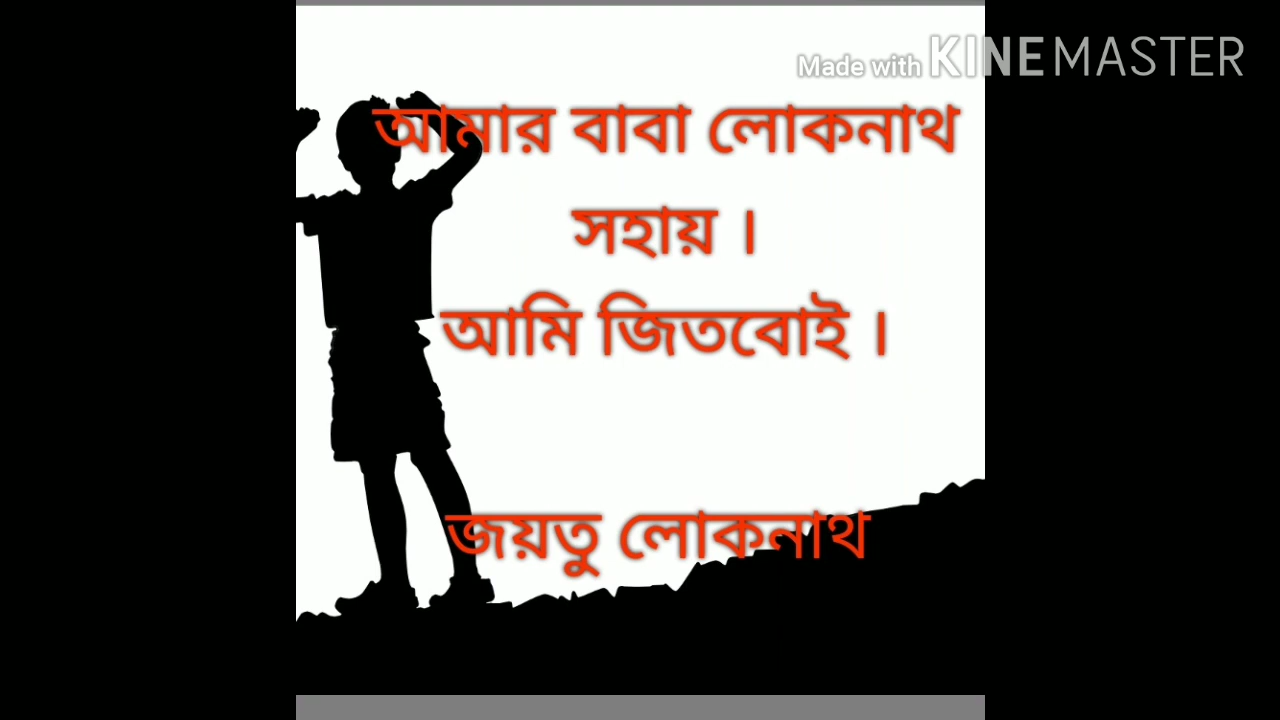 Made with KINEMASTER
আমার বাবা লোকনাথ
সহায় ।
আমি জিতবোই ।
জয়তু লোকনাথ